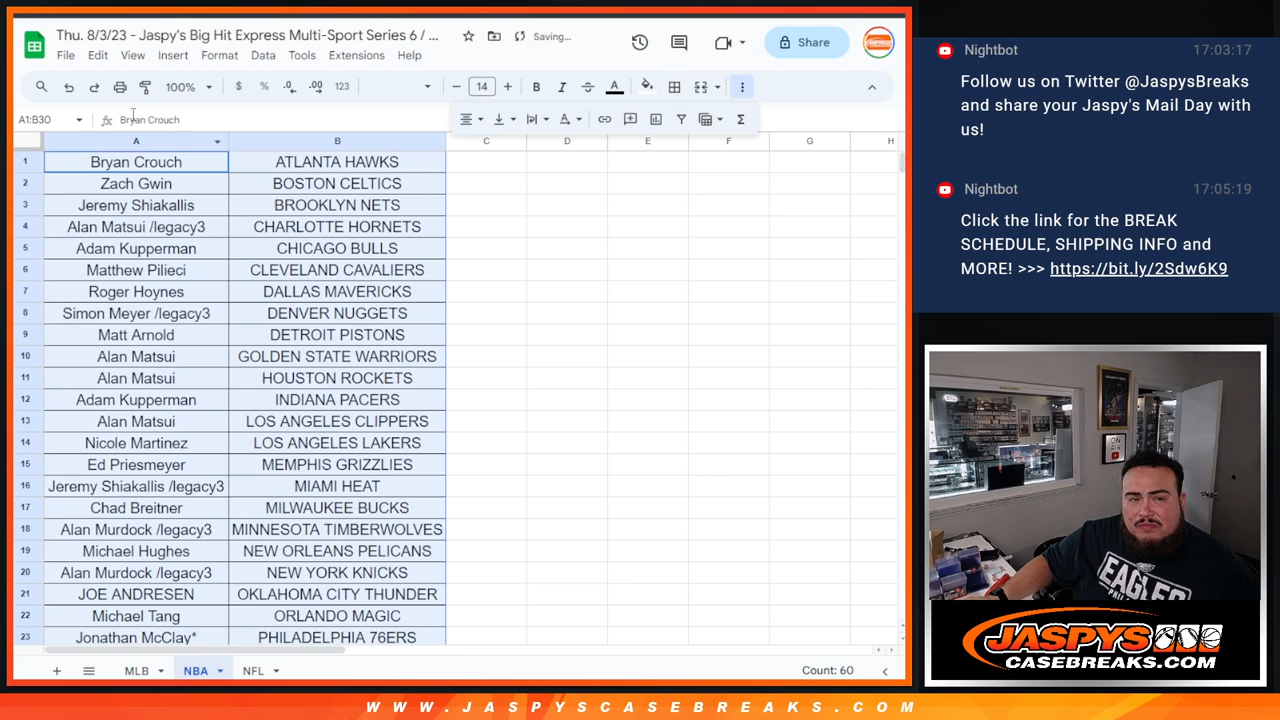 Thu. 8/3/23 - Jaspy's Big Hit Express Multi-Sport Series 6 / ...
Saving...
Share
File Edit View Insert Format Data Tools Extensions Help
100% $ % .0 .00 123 14 B I S A
A1:B30 fx Bryan Crouch
A B C D E F G H
1 Bryan Crouch ATLANTA HAWKS
2 Zach Gwin BOSTON CELTICS
3 Jeremy Shiakallis BROOKLYN NETS
4 Alan Matsui /legacy3 CHARLOTTE HORNETS
5 Adam Kupperman CHICAGO BULLS
6 Matthew Pilieci CLEVELAND CAVALIERS
7 Roger Hoynes DALLAS MAVERICKS
8 Simon Meyer /legacy3 DENVER NUGGETS
9 Matt Arnold DETROIT PISTONS
10 Alan Matsui GOLDEN STATE WARRIORS
11 Alan Matsui HOUSTON ROCKETS
12 Adam Kupperman INDIANA PACERS
13 Alan Matsui LOS ANGELES CLIPPERS
14 Nicole Martinez LOS ANGELES LAKERS
15 Ed Priesmeyer MEMPHIS GRIZZLIES
16 Jeremy Shiakallis /legacy3 MIAMI HEAT
17 Chad Breitner MILWAUKEE BUCKS
18 Alan Murdock /legacy3 MINNESOTA TIMBERWOLVES
19 Michael Hughes NEW ORLEANS PELICANS
20 Alan Murdock /legacy3 NEW YORK KNICKS
21 JOE ANDRESEN OKLAHOMA CITY THUNDER
22 Michael Tang ORLANDO MAGIC
23 Jonathan McClay* PHILADELPHIA 76ERS
MLB NBA NFL Count: 60
Nightbot 17:03:17
Follow us on Twitter @JaspysBreaks
and share your Jaspy's Mail Day with
us!
Nightbot 17:05:19
Click the link for the BREAK
SCHEDULE, SHIPPING INFO and
MORE! >>> https://bit.ly/2Sdw6K9
ON AIR
EAGLES
JASPYS
CASEBREAKS.COM
WWW.JASPYSCASEBREAKS.COM